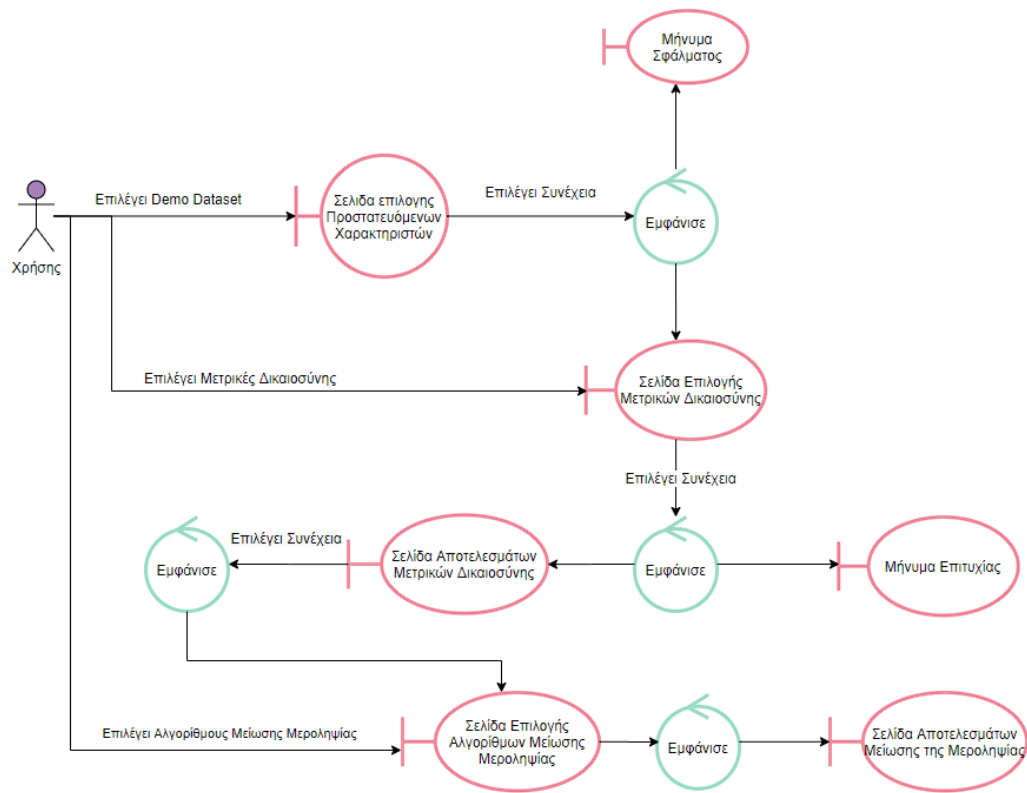 Μήνυμα
Σφάλματος
Επιλέγει Demo Dataset
Σελιδα επιλογης
Προστατευόμενων
Χαρακτηριστών
Επιλέγει Συνέχεια
Εμφάνισε
Χρήσης
Επιλέγει Μετρικές Δικαιοσύνης
Σελίδα Επιλογής
Μετρικών Δικαιοσύνης
Επιλέγει Συνέχεια
Εμφάνισε
Επιλέγει Συνέχεια
Σελίδα Αποτελεσμάτων
Μετρικών Δικαιοσύνης
Εμφάνισε
Μήνυμα Επιτυχίας
Επιλέγει Αλγορίθμους Μείωσης Μεροληψίας
Σελίδα Επιλογής
Αλγορίθμων Μείωσης
Μεροληψίας
Εμφάνισε
Σελίδα Αποτελεσμάτων
Μείωσης της Μεροληψίας